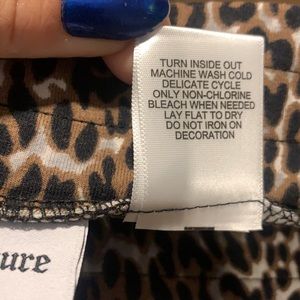 TURN INSIDE OUT
MACHINE WASH COLD
DELICATE CYCLE
ONLY NON-CHLORINE
BLEACH WHEN NEEDED
LAY FLAT TO DRY
DO NOT IRON ON
DECORATION
ure